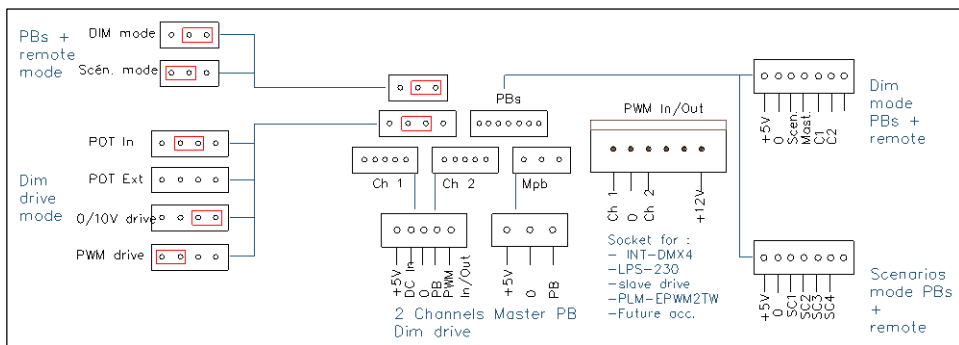 PBs +
remote
mode
DIM mode
Scén. mode
Dim
drive
mode
POT In
POT Ext
0/10V drive
PWM drive
PBs
Ch 1
Ch 2
Mpb
+5V
DC In
0
PB
PWM
In/Out
+5V
0
PB
2 Channels Master PB
Dim drive
PWM In/Out
Ch 1
0
Ch 2
+12V
Socket for :
- INT-DMX4
-LPS-230
-slave drive
-PLM-EPWM2TW
-Future acc.
+5V
0
Scen.
Mast.
C1
C2
Dim
mode
PBs +
remote
+5V
0
SC1
SC2
SC3
SC4
Scenarios
mode PBs
+
remote